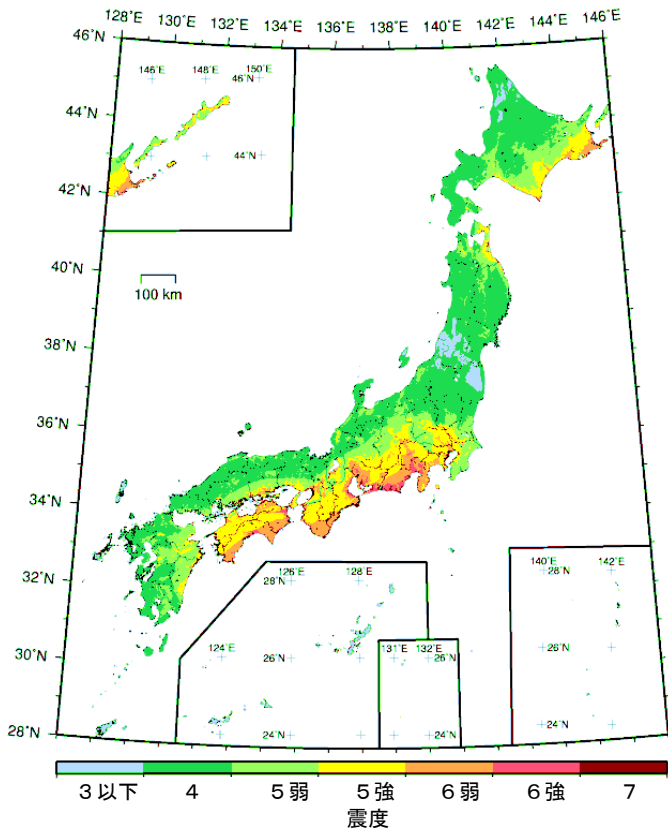 128˚E 130˚E 132˚E 134˚E 136˚E 138˚E 140˚E 142˚E 144˚E 146˚E
46˚N
146˚E 148˚E 150˚E
46˚N
44˚N
44˚N
42˚N
40˚N
100 km
38˚N
36˚N
34˚N
32˚N
126˚E 128˚E
28˚N
140˚E 142˚E
28˚N
30˚N
124˚E
26˚N
131˚E 132˚E
26˚N
26˚N
28˚N
24˚N
24˚N
24˚N
3以下 4 5弱 5強 6弱 6強 7
震度